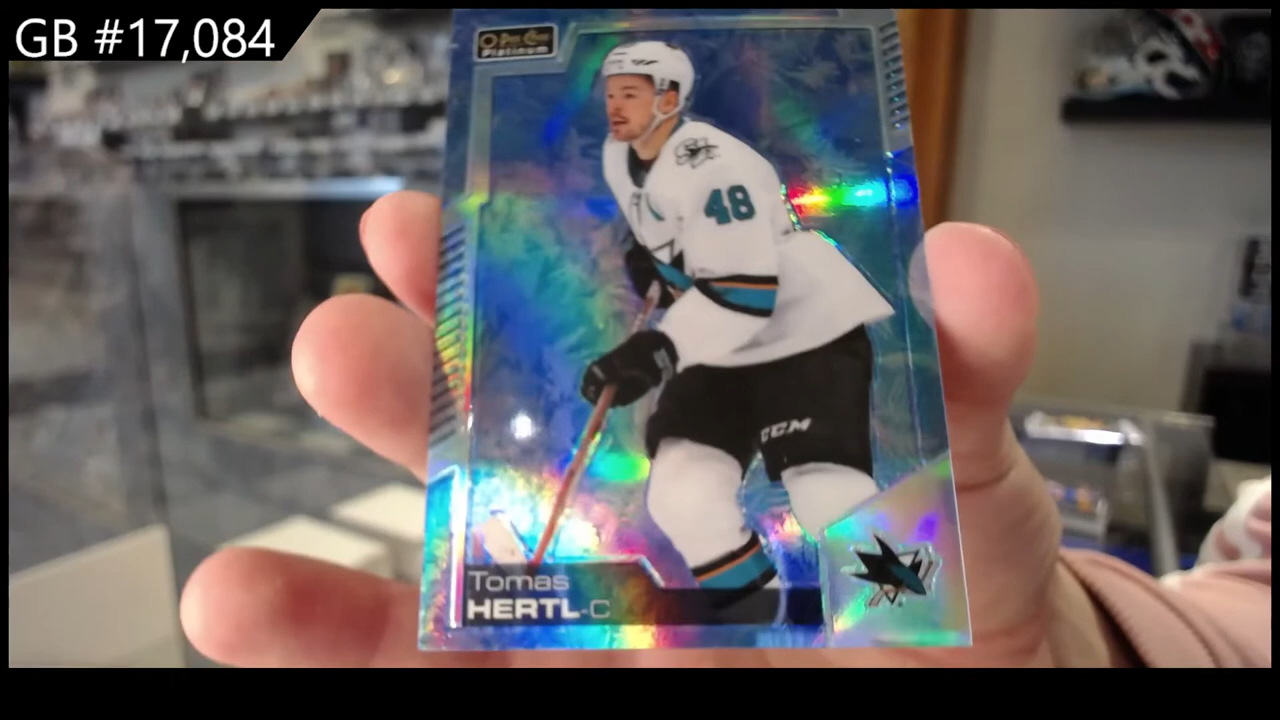 GB #17,084
O-Pee-Chee
Platinum
48
CCM
Tomas
HERTL-C